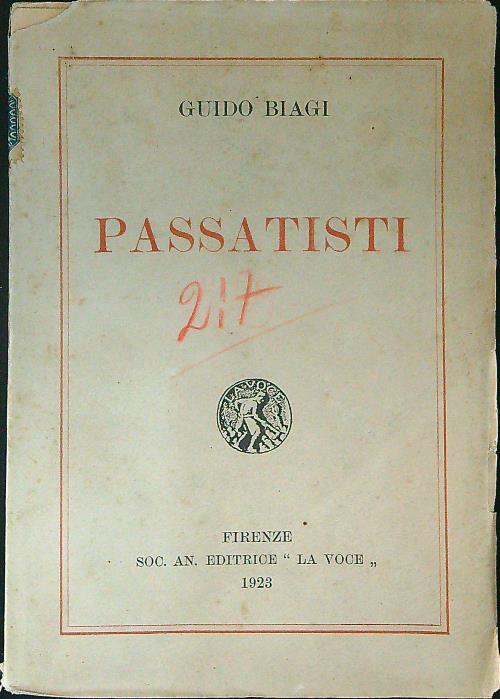 GUIDO BIAGI
PASSATISTI
217
LA VOCE
FIRENZE
SOC. AN. EDITRICE “ LA VOCE „
1923